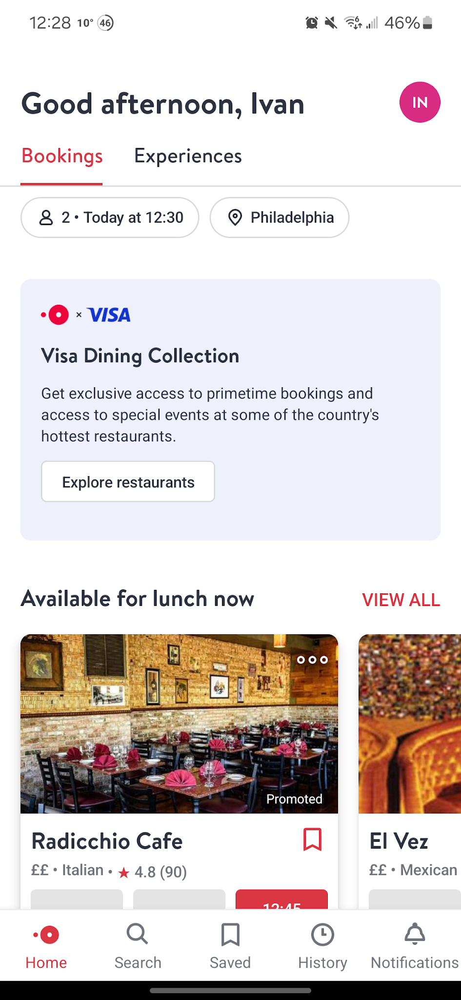 12:28 10° 46 6 46%
Good afternoon, Ivan IN
Bookings Experiences
2 • Today at 12:30 Philadelphia
× VISA
Visa Dining Collection
Get exclusive access to primetime bookings and
access to special events at some of the country's
hottest restaurants.
Explore restaurants
Available for lunch now VIEW ALL
Promoted
Radicchio Cafe
££ • Italian • ★ 4.8 (90)
12:45
El Vez
££ • Mexican
Home Search Saved History Notifications